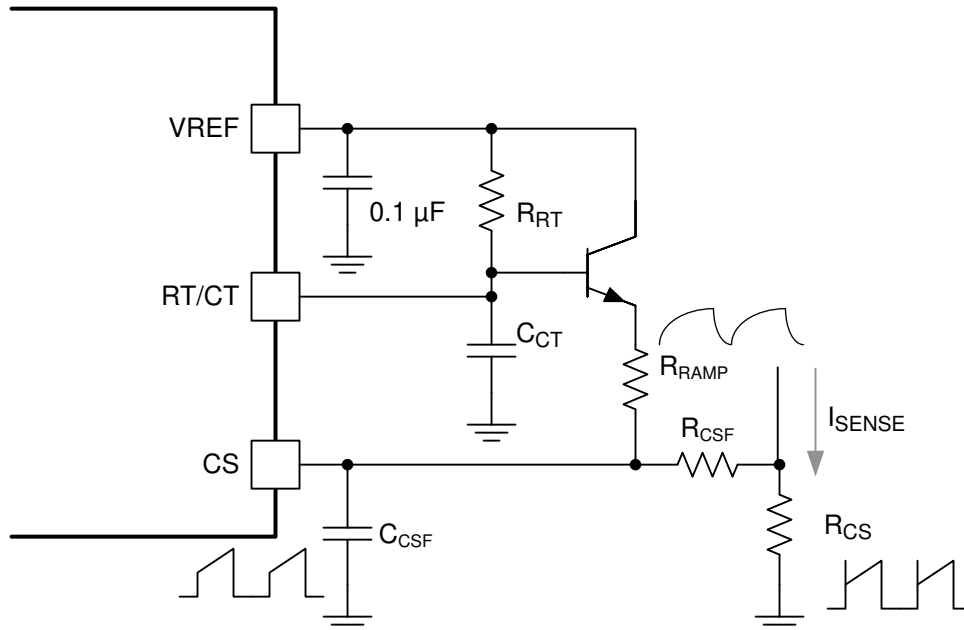 VREF
0.1 µF
R_RT
RT/CT
C_CT
R_RAMP
I_SENSE
R_CSF
CS
R_CS
C_CSF